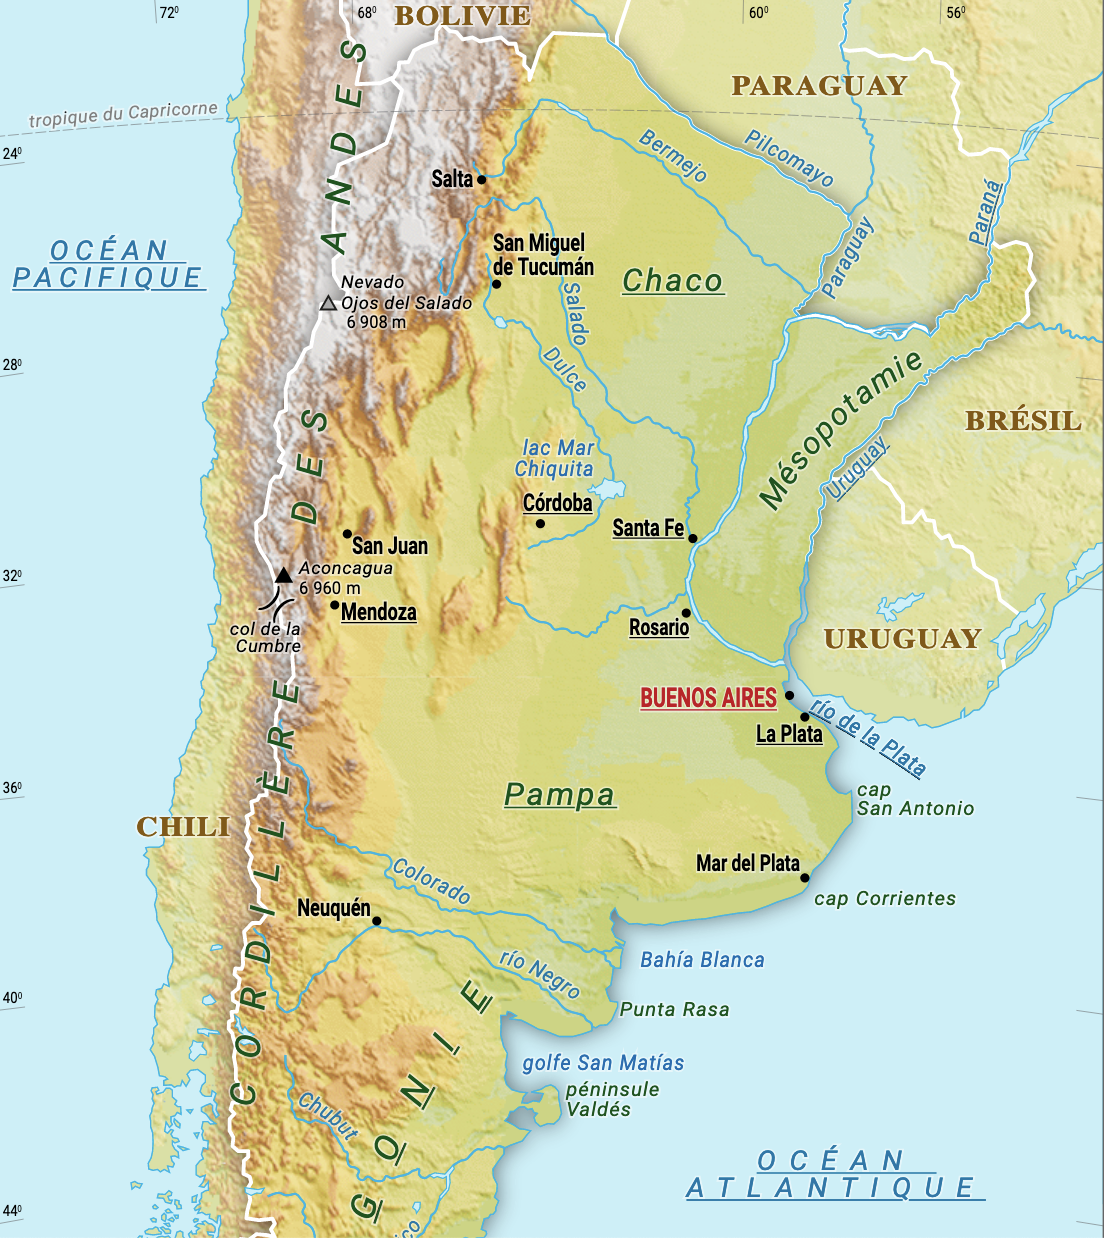 72⁰
68⁰
60⁰
56⁰
BOLIVIE
PARAGUAY
tropique du Capricorne
24⁰
Bermejo
Pilcomayo
Salta
Paraná
OCÉAN
PACIFIQUE
San Miguel
de Tucumán
Paraguay
Chaco
Nevado
Ojos del Salado
6 908 m
Salado
28⁰
Dulce
Mésopotamie
BRÉSIL
lac Mar
Chiquita
Uruguay
Córdoba
Santa Fe
San Juan
Aconcagua
6 960 m
32⁰
Mendoza
col de la
Cumbre
Rosario
URUGUAY
BUENOS AIRES
río de la Plata
La Plata
CORDILLÈRE DES ANDES
36⁰
Pampa
cap
San Antonio
CHILI
Mar del Plata
Colorado
cap Corrientes
Neuquén
río Negro
Bahía Blanca
40⁰
Punta Rasa
golfe San Matías
péninsule
Valdés
Chubut
GONIE
OCÉAN
ATLANTIQUE
44⁰
co